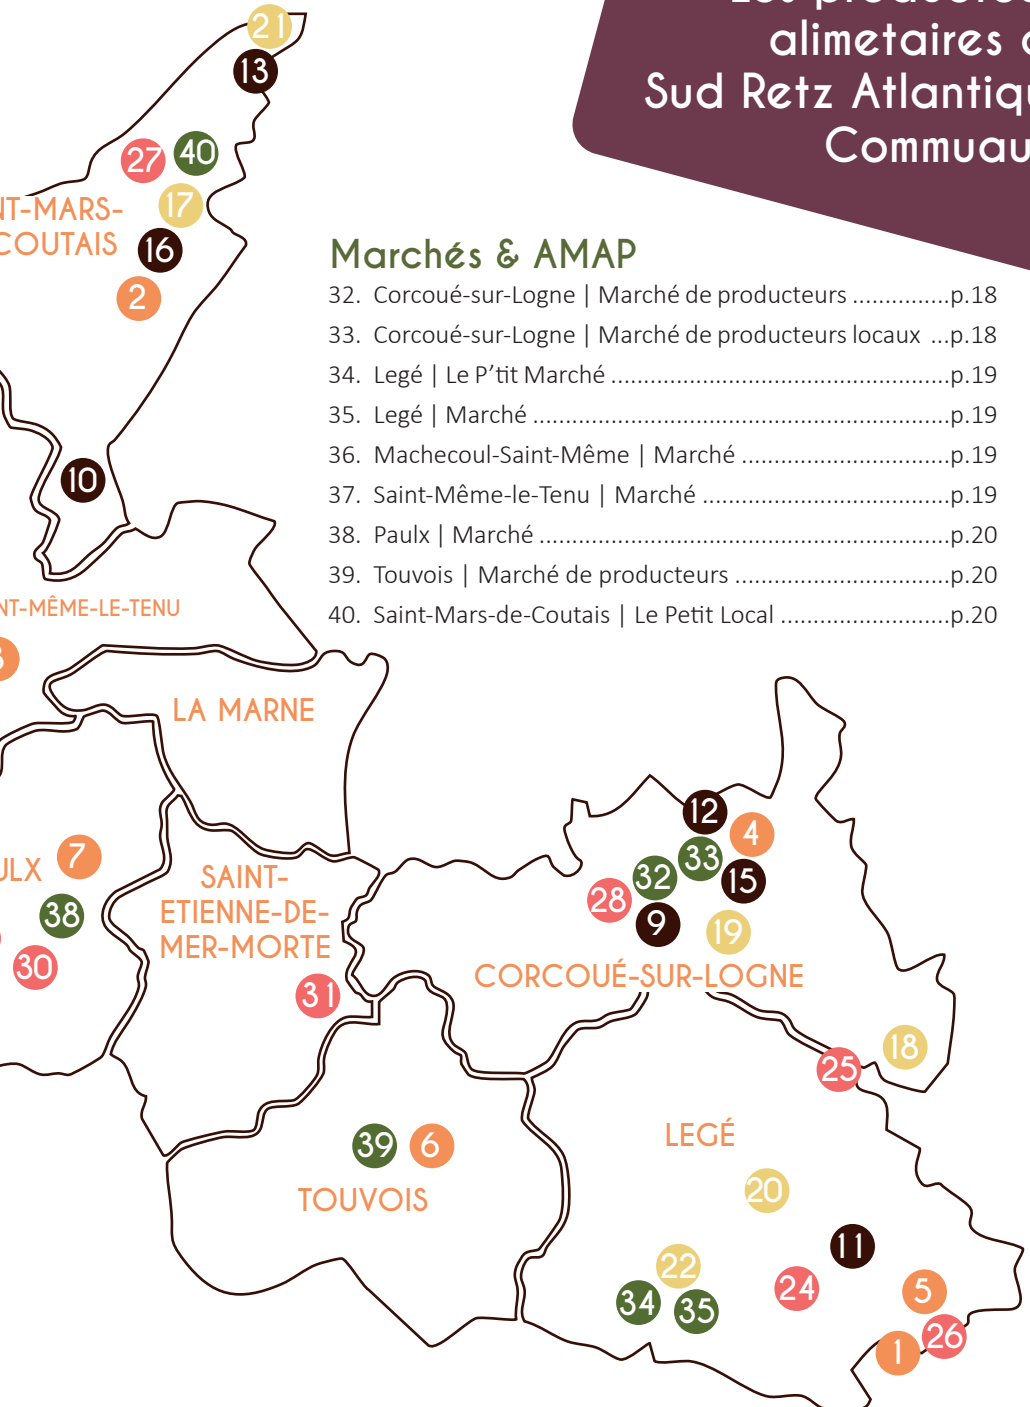 alimetaires
Sud Retz Atlantiqu
Commuau
21
13
27
40
17
NT-MARS-
COUTAIS
16
2
10
Marchés & AMAP
32. Corcoué-sur-Logne | Marché de producteurs ...............p.18
33. Corcoué-sur-Logne | Marché de producteurs locaux ...p.18
34. Legé | Le P'tit Marché ...........................................p.19
35. Legé | Marché .....................................................p.19
36. Machecoul-Saint-Même | Marché ..........................p.19
37. Saint-Même-le-Tenu | Marché ...............................p.19
38. Paulx | Marché ....................................................p.20
39. Touvois | Marché de producteurs ...........................p.20
40. Saint-Mars-de-Coutais | Le Petit Local .....................p.20
NT-MÊME-LE-TENU
LA MARNE
7
ULX
38
30
SAINT-
ETIENNE-DE-
MER-MORTE
31
12
4
33
32
15
28
9
19
CORCOUÉ-SUR-LOGNE
18
25
39
6
TOUVOIS
LEGÉ
20
11
22
24
34
35
5
26
1